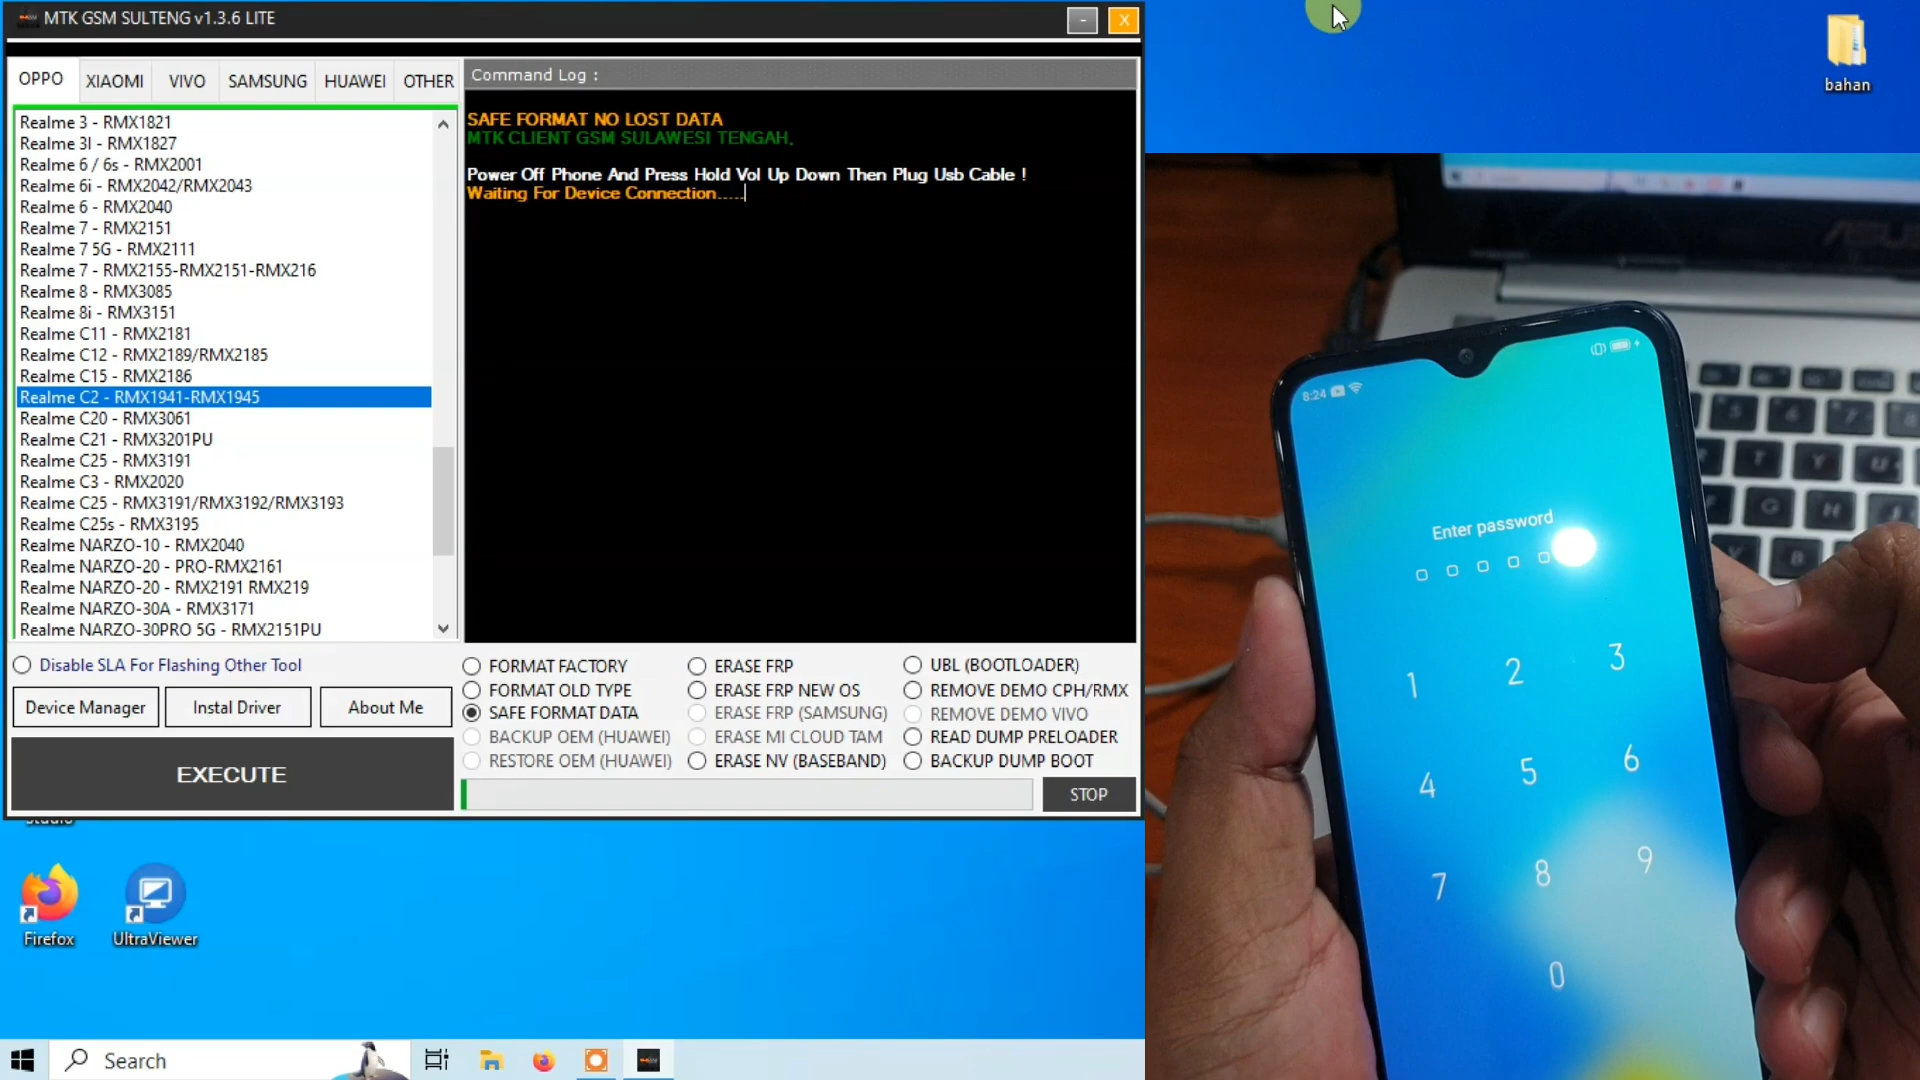 MTK GSM SULTENG v1.3.6 LITE
-
X
OPPO
XIAOMI
VIVO
SAMSUNG
HUAWEI
OTHER
Realme 3 - RMX1821
Realme 3I - RMX1827
Realme 6 / 6s - RMX2001
Realme 6i - RMX2042/RMX2043
Realme 6 - RMX2040
Realme 7 - RMX2151
Realme 7 5G - RMX2111
Realme 7 - RMX2155-RMX2151-RMX216
Realme 8 - RMX3085
Realme 8i - RMX3151
Realme C11 - RMX2181
Realme C12 - RMX2189/RMX2185
Realme C15 - RMX2186
Realme C2 - RMX1941-RMX1945
Realme C20 - RMX3061
Realme C21 - RMX3201PU
Realme C25 - RMX3191
Realme C3 - RMX2020
Realme C25 - RMX3191/RMX3192/RMX3193
Realme C25s - RMX3195
Realme NARZO-10 - RMX2040
Realme NARZO-20 - PRO-RMX2161
Realme NARZO-20 - RMX2191 RMX219
Realme NARZO-30A - RMX3171
Realme NARZO-30PRO 5G - RMX2151PU
Disable SLA For Flashing Other Tool
Device Manager
Instal Driver
About Me
EXECUTE
Command Log :
SAFE FORMAT NO LOST DATA
MTK CLIENT GSM SULAWESI TENGAH.
Power Off Phone And Press Hold Vol Up Down Then Plug Usb Cable !
Waiting For Device Connection.....
FORMAT FACTORY
FORMAT OLD TYPE
SAFE FORMAT DATA
BACKUP OEM (HUAWEI)
RESTORE OEM (HUAWEI)
ERASE FRP
ERASE FRP NEW OS
ERASE FRP (SAMSUNG)
ERASE MI CLOUD TAM
ERASE NV (BASEBAND)
UBL (BOOTLOADER)
REMOVE DEMO CPH/RMX
REMOVE DEMO VIVO
READ DUMP PRELOADER
BACKUP DUMP BOOT
STOP
bahan
Firefox
UltraViewer
Search
8:24
Enter password
1 2 3
4 5 6
7 8 9
0
ASUS